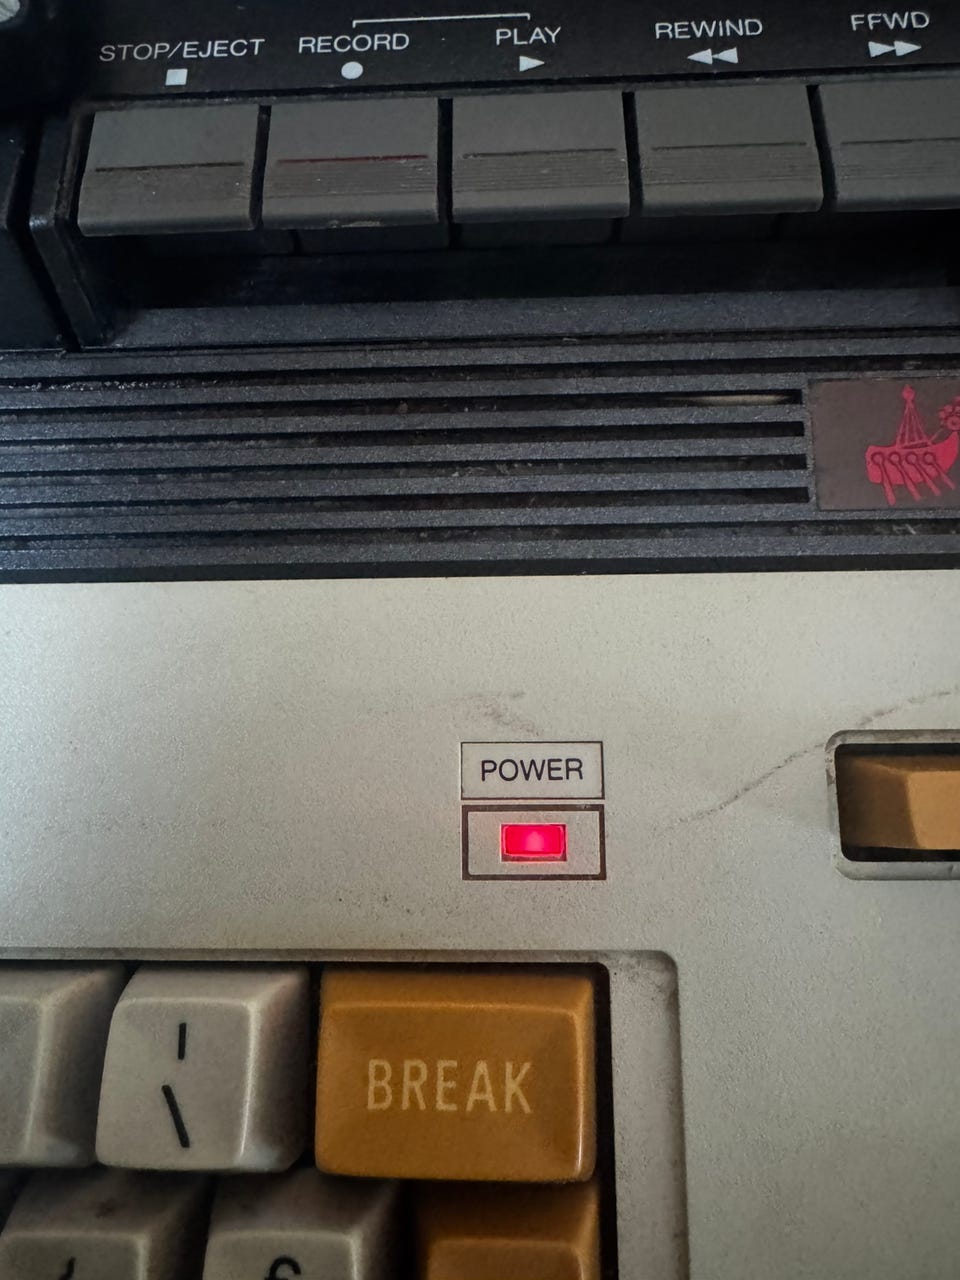 STOP/EJECT RECORD PLAY REWIND FFWD
POWER
\
BREAK